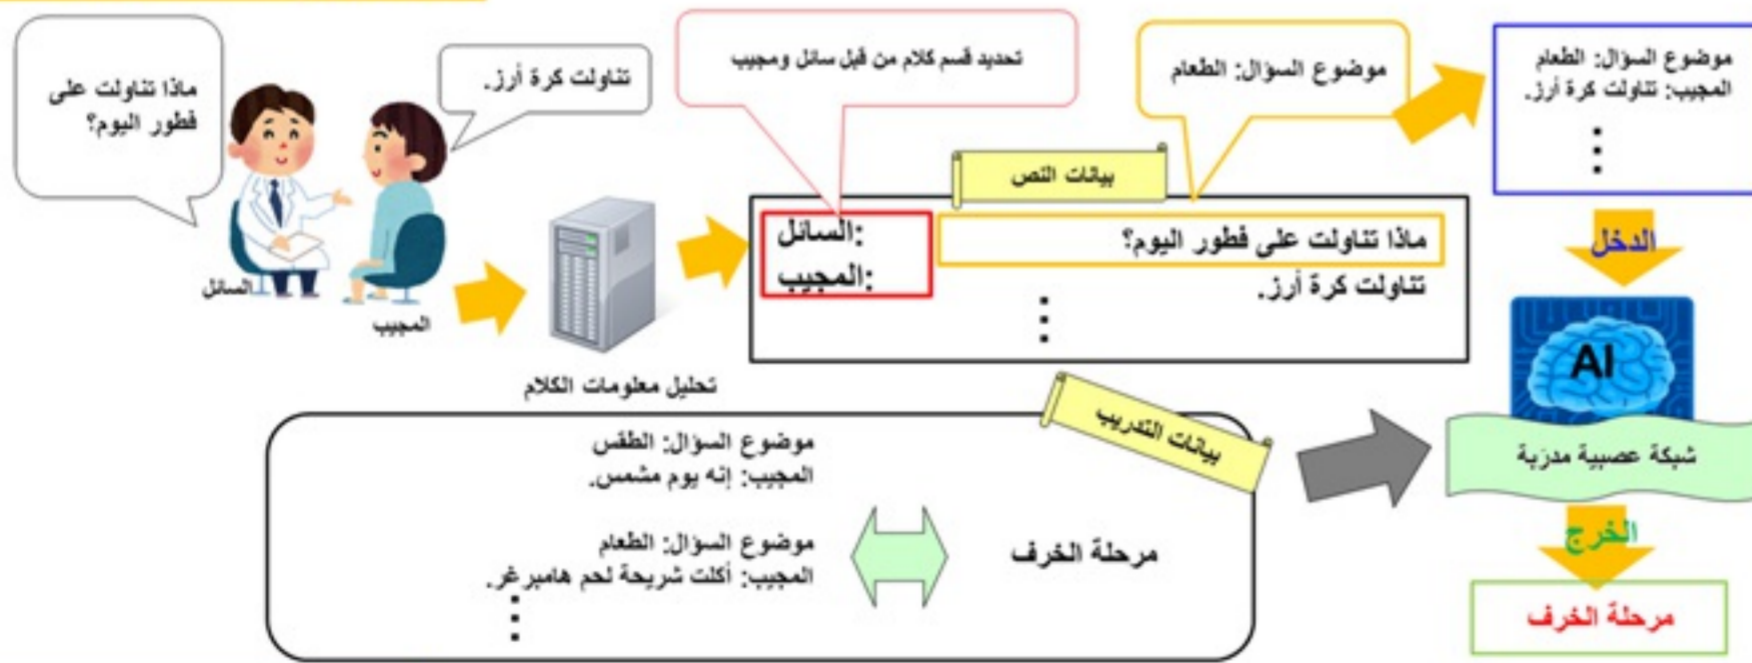 ماذا تناولت على
فطور اليوم؟
تناولت كرة أرز.
السائل
المجيب
تحليل معلومات الكلام
تحديد قسم كلام من قبل سائل ومجيب
موضوع السؤال: الطعام
بيانات النص
السائل:
ماذا تناولت على فطور اليوم؟
المجيب:
تناولت كرة أرز.
موضوع السؤال: الطعام
المجيب: تناولت كرة أرز.
الدخل
AI
شبكة عصبية مدرّبة
الخرج
مرحلة الخرف
بيانات التدريب
موضوع السؤال: الطقس
المجيب: إنه يوم مشمس.
موضوع السؤال: الطعام
المجيب: أكلت شريحة لحم هامبرغر.
مرحلة الخرف